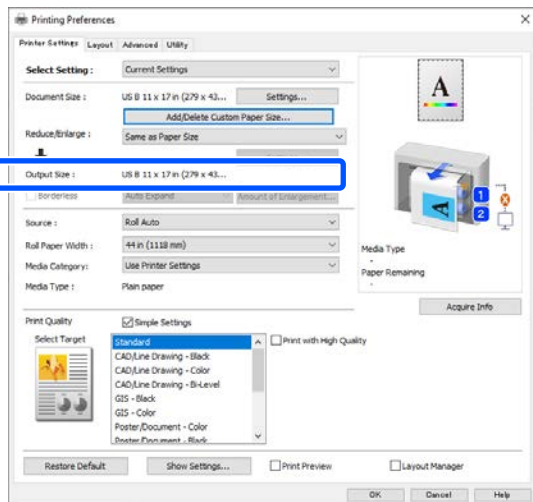 Printing Preferences
Printer Settings Layout Advanced Utility
Select Setting : Current Settings
Document Size : US B 11 x 17 in (279 x 43... Settings...
Add/Delete Custom Paper Size...
Reduce/Enlarge : Same as Paper Size
Output Size : US B 11 x 17 in (279 x 43...
Borderless Auto Expand Amount of Enlargement...
Source : Roll Auto
Roll Paper Width : 44 in (1118 mm)
Media Category: Use Printer Settings
Media Type : Plain paper
A
A
1
2
Media Type
-
Paper Remaining
-
Acquire Info
Print Quality Simple Settings
Select Target
Standard
CAD/Line Drawing - Black
CAD/Line Drawing - Color
CAD/Line Drawing - Bi-Level
GIS - Black
GIS - Color
Poster/Document - Color
Poster/Document - Black
Print with High Quality
Restore Default Show Settings... Print Preview Layout Manager
OK Cancel Help